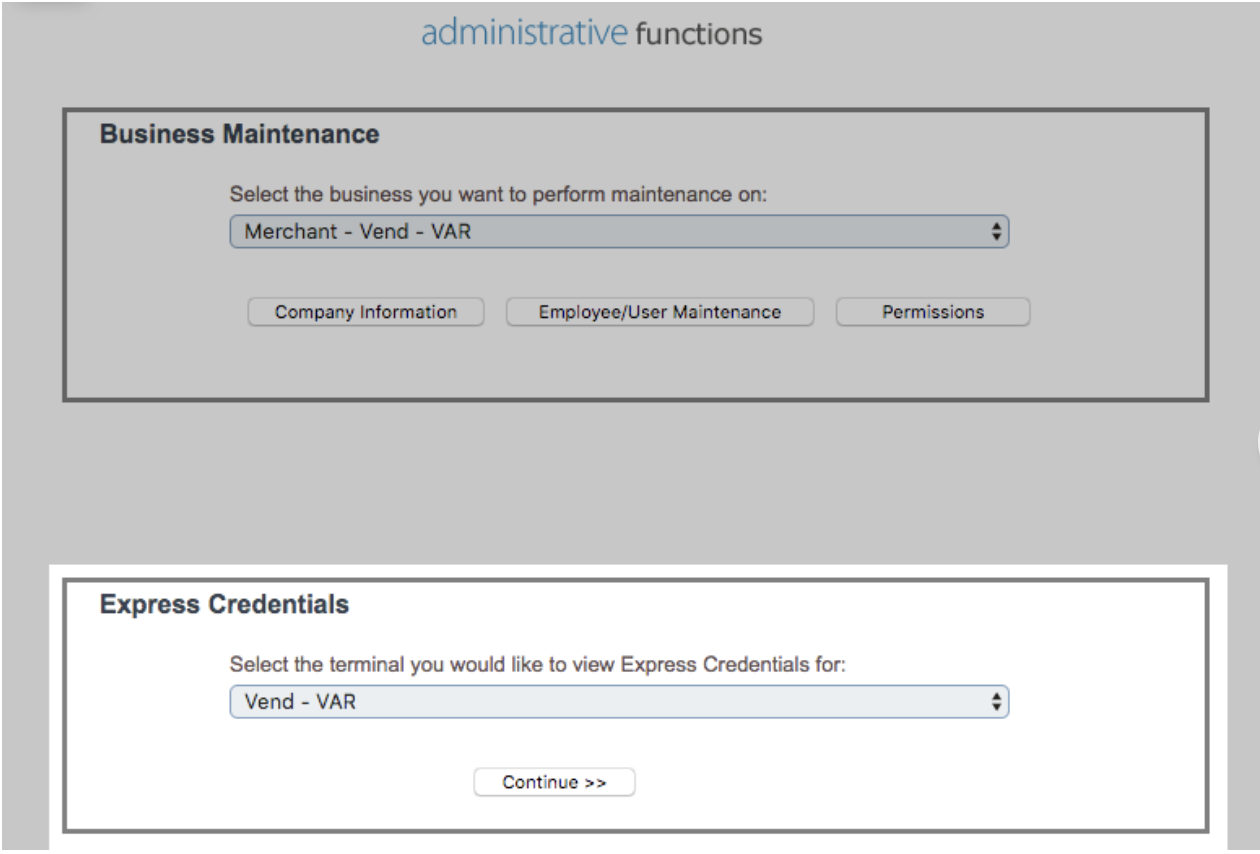 administrative functions
Business Maintenance
Select the business you want to perform maintenance on:
Merchant - Vend - VAR
Company Information Employee/User Maintenance Permissions
Express Credentials
Select the terminal you would like to view Express Credentials for:
Vend - VAR
Continue >>